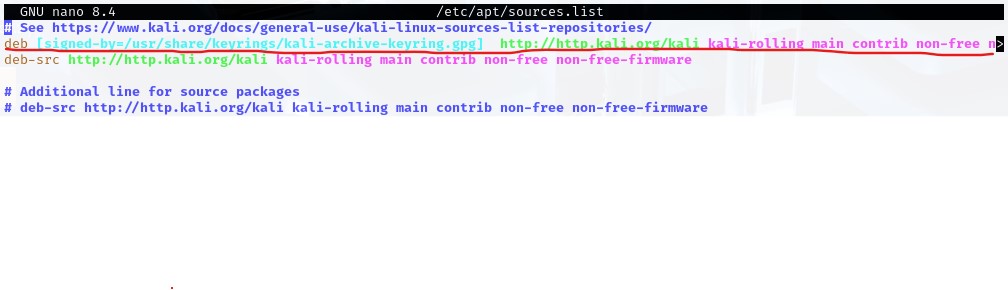 GNU nano 8.4 /etc/apt/sources.list
# See https://www.kali.org/docs/general-use/kali-linux-sources-list-repositories/
deb [signed-by=/usr/share/keyrings/kali-archive-keyring.gpg]  http://http.kali.org/kali kali-rolling main contrib non-free n>
deb-src http://http.kali.org/kali kali-rolling main contrib non-free non-free-firmware
# Additional line for source packages
# deb-src http://http.kali.org/kali kali-rolling main contrib non-free non-free-firmware